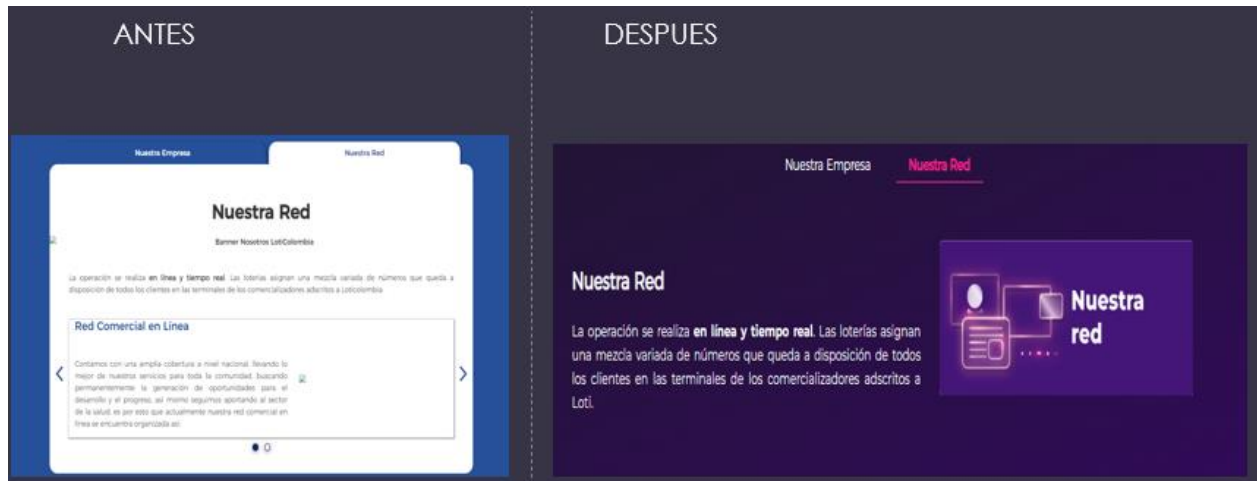 ANTES
DESPUES
Nuestra Empresa
Nuestra Red
Nuestra Red
Banner Nosotros LotiColombia
La operación se realiza en línea y tiempo real. Las loterías asignan una mezcla variada de números que queda a
disposición de todos los clientes en las terminales de los comercializadores adscritos a Loticolombia
Red Comercial en Línea
Contamos con una amplia cobertura a nivel nacional, llevando lo
mejor de nuestros servicios para toda la comunidad, buscando
permanentemente la generación de oportunidades para el
desarrollo y el progreso, así mismo seguimos aportando al sector
de la salud, es por esto que actualmente nuestra red comercial en
línea se encuentra organizada así:
Nuestra Empresa
Nuestra Red
Nuestra Red
La operación se realiza en línea y tiempo real. Las loterías asignan
una mezcla variada de números que queda a disposición de todos
los clientes en las terminales de los comercializadores adscritos a
Loti.
Nuestra
red